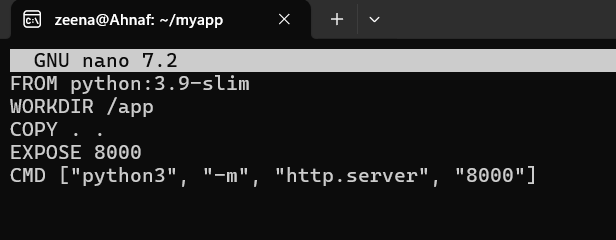 zeena@Ahnaf: ~/myapp
GNU nano 7.2
FROM python:3.9-slim
WORKDIR /app
COPY . .
EXPOSE 8000
CMD ["python3", "-m", "http.server", "8000"]